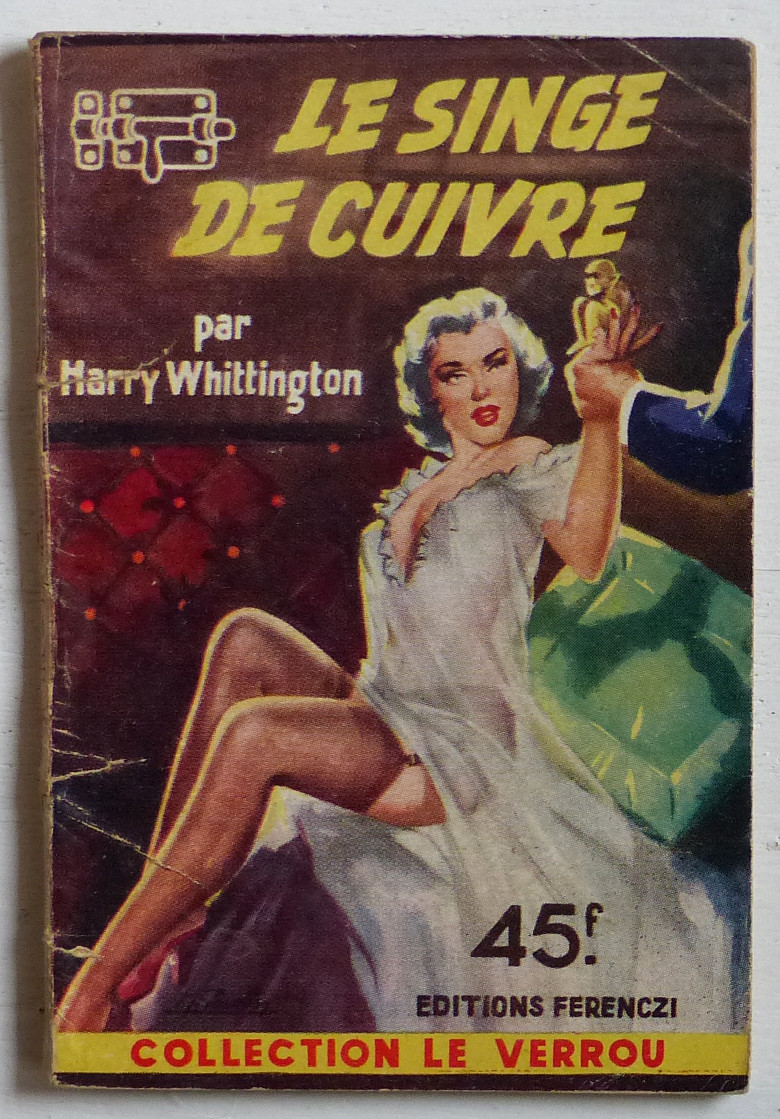 LE SINGE
DE CUIVRE
par
Harry Whittington
45F.
EDITIONS FERENCZI
COLLECTION LE VERROU